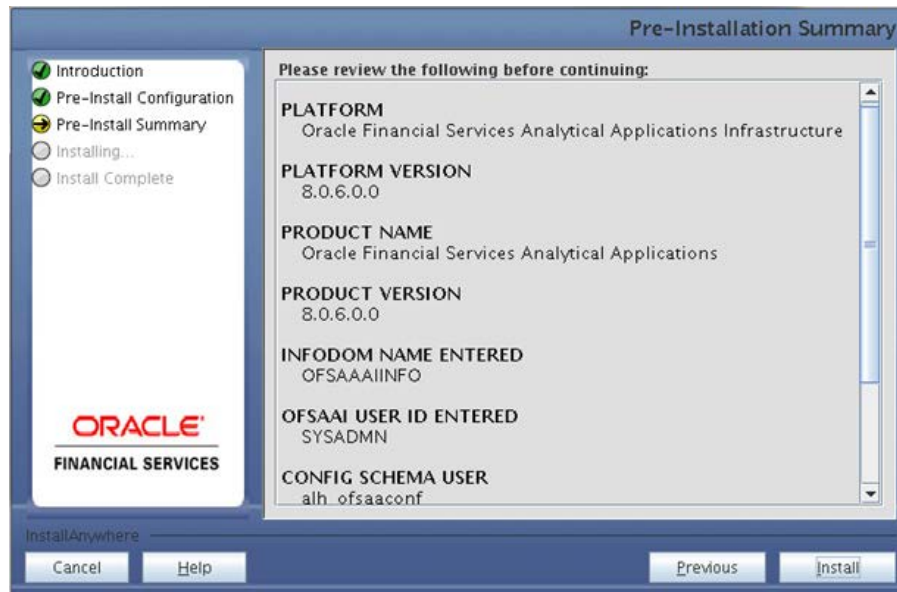 Pre-Installation Summary
Introduction
Pre-Install Configuration
Pre-Install Summary
Installing...
Install Complete
ORACLE®
FINANCIAL SERVICES
Please review the following before continuing:
PLATFORM
Oracle Financial Services Analytical Applications Infrastructure
PLATFORM VERSION
8.0.6.0.0
PRODUCT NAME
Oracle Financial Services Analytical Applications
PRODUCT VERSION
8.0.6.0.0
INFODOM NAME ENTERED
OFSAAAIINFO
OFSAAI USER ID ENTERED
SYSADMN
CONFIG SCHEMA USER
alh_ofsaaconf
InstallAnywhere
Cancel
Help
Previous
Install